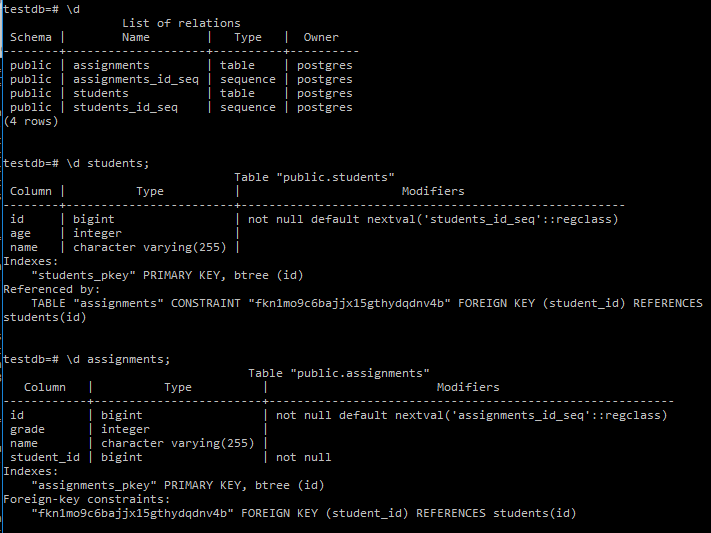 testdb=# \d
List of relations
Schema | Name | Type | Owner
--------+--------------------+----------+----------
public | assignments | table | postgres
public | assignments_id_seq | sequence | postgres
public | students | table | postgres
public | students_id_seq | sequence | postgres
(4 rows)
testdb=# \d students;
Table "public.students"
Column | Type | Modifiers
--------+------------------------+-------------------------------------------------------
id | bigint | not null default nextval('students_id_seq'::regclass)
age | integer |
name | character varying(255) |
Indexes:
"students_pkey" PRIMARY KEY, btree (id)
Referenced by:
TABLE "assignments" CONSTRAINT "fkn1mo9c6bajjx15gthydqdnv4b" FOREIGN KEY (student_id) REFERENCES
students(id)
testdb=# \d assignments;
Table "public.assignments"
Column | Type | Modifiers
------------+------------------------+----------------------------------------------------------
id | bigint | not null default nextval('assignments_id_seq'::regclass)
grade | integer |
name | character varying(255) |
student_id | bigint | not null
Indexes:
"assignments_pkey" PRIMARY KEY, btree (id)
Foreign-key constraints:
"fkn1mo9c6bajjx15gthydqdnv4b" FOREIGN KEY (student_id) REFERENCES students(id)